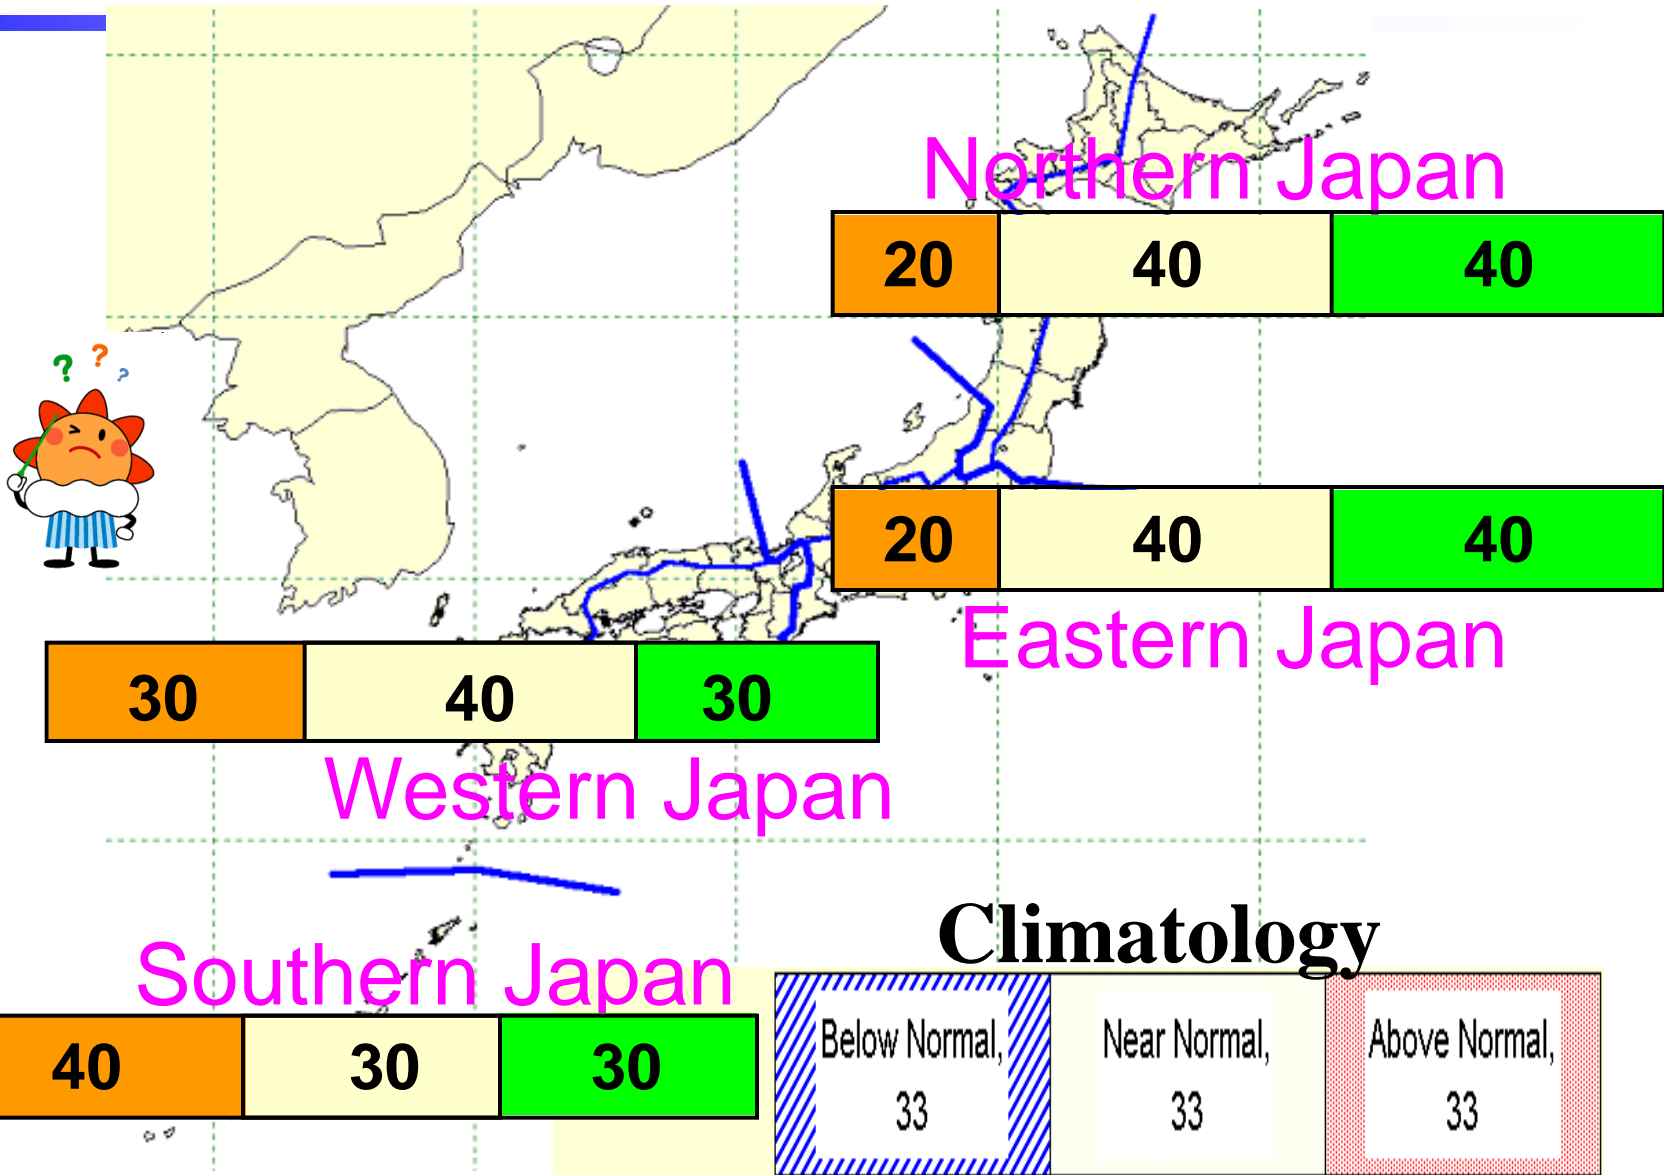 Northern Japan
20 40 40
? ? ?
20 40 40
Eastern Japan
30 40 30
Western Japan
Southern Japan
40 30 30
Climatology
Below Normal, Near Normal, Above Normal,
33 33 33